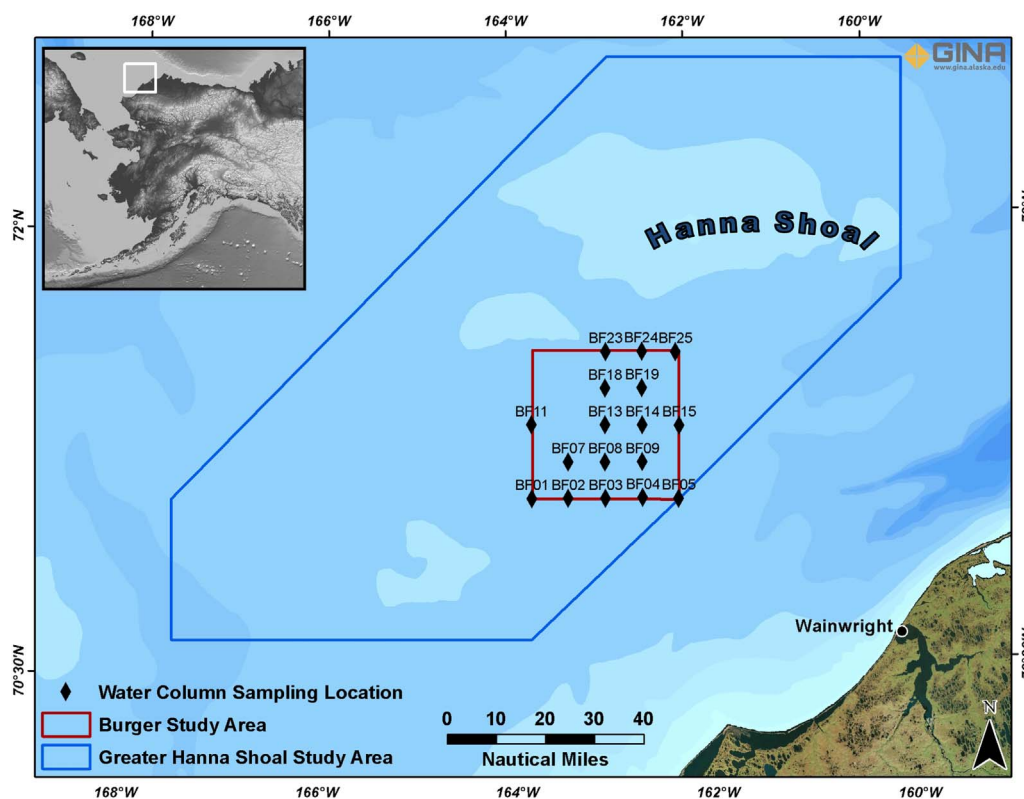 168°W 166°W 164°W 162°W 160°W
GINA
www.gina.alaska.edu
72°N
Hanna Shoal
BF23 BF24 BF25
BF18 BF19
BF11 BF13 BF14 BF15
BF07 BF08 BF09
BF01 BF02 BF03 BF04 BF05
Wainwright
70°30'N
Water Column Sampling Location
Burger Study Area
Greater Hanna Shoal Study Area
0 10 20 30 40
Nautical Miles
N
168°W 166°W 164°W 162°W 160°W